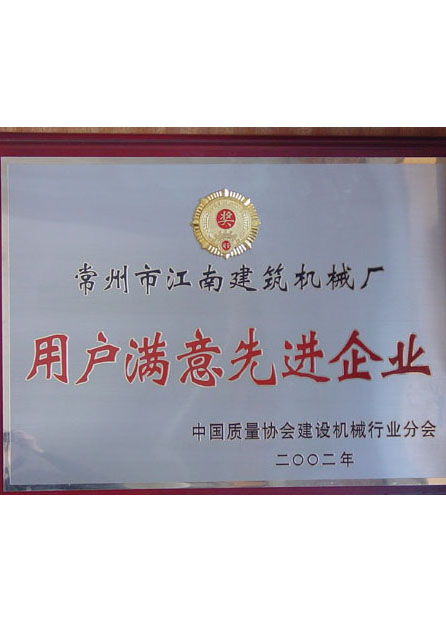 奖
常州市江南建筑机械厂
用户满意先进企业
中国质量协会建设机械行业分会
二〇〇二年